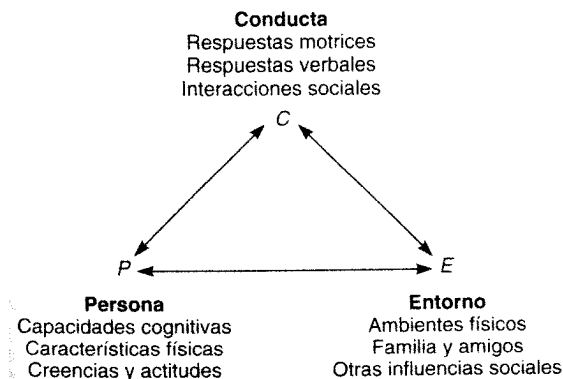 Conducta
Respuestas motrices
Respuestas verbales
Interacciones sociales
C
P
E
Persona
Capacidades cognitivas
Características físicas
Creencias y actitudes
Entorno
Ambientes físicos
Familia y amigos
Otras influencias sociales